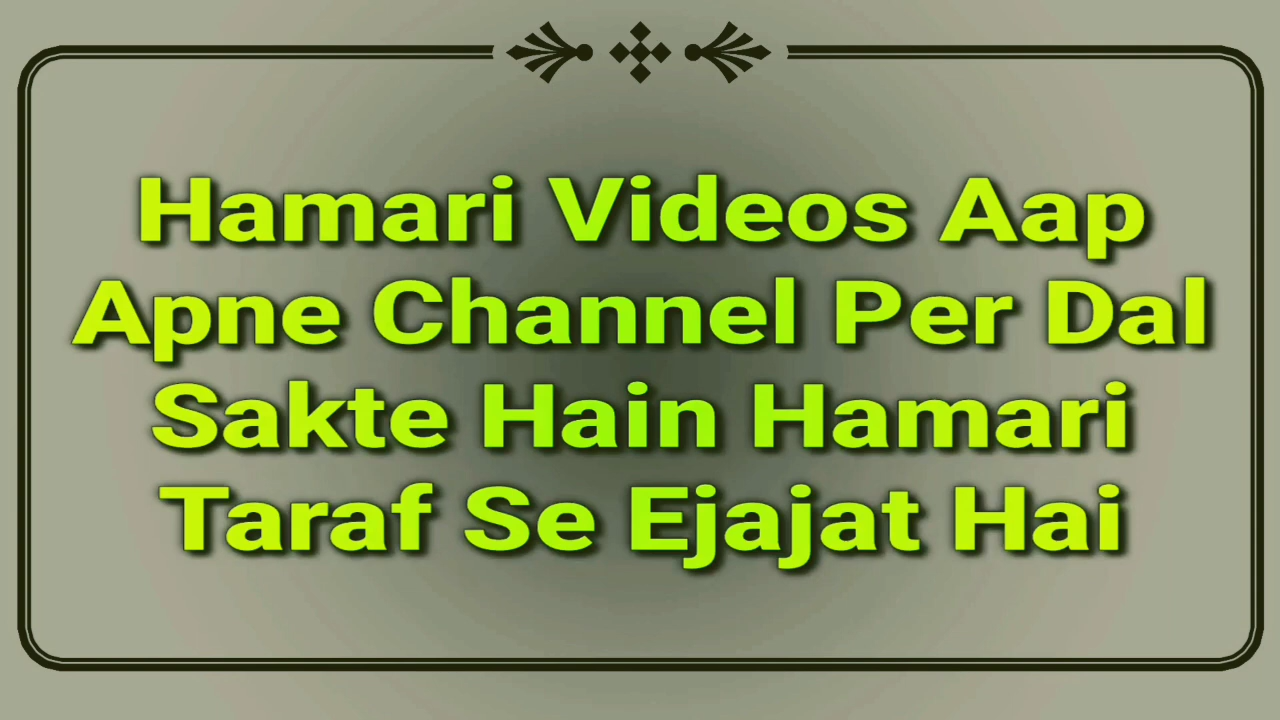 Hamari Videos Aap
Apne Channel Per Dal
Sakte Hain Hamari
Taraf Se Ejajat Hai